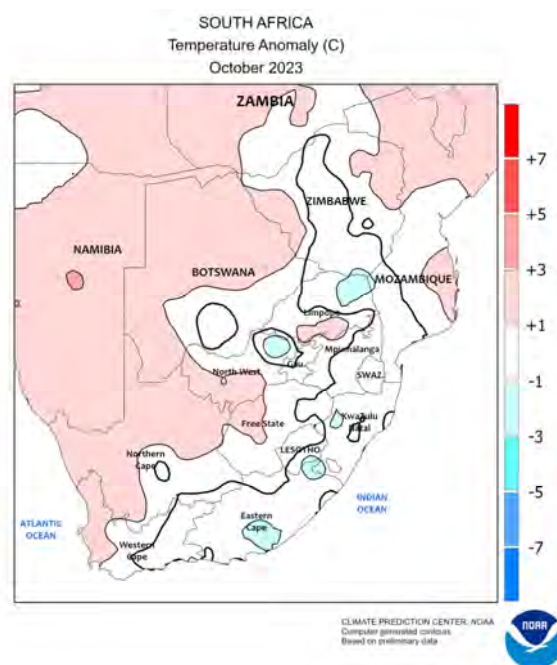 SOUTH AFRICA
Temperature Anomaly (C)
October 2023
ZAMBIA
ZIMBABWE
NAMIBIA
BOTSWANA
MOZAMBIQUE
Limpopo
Mpumalanga
Gau.
North West
SWAZ.
KwaZulu
Natal
Free State
LESOTHO
Northern
Cape
Eastern
Cape
Western
Cape
ATLANTIC
OCEAN
INDIAN
OCEAN
+7
+5
+3
+1
-1
-3
-5
-7
CLIMATE PREDICTION CENTER, NOAA
Computer generated contours
Based on preliminary data
NOAA